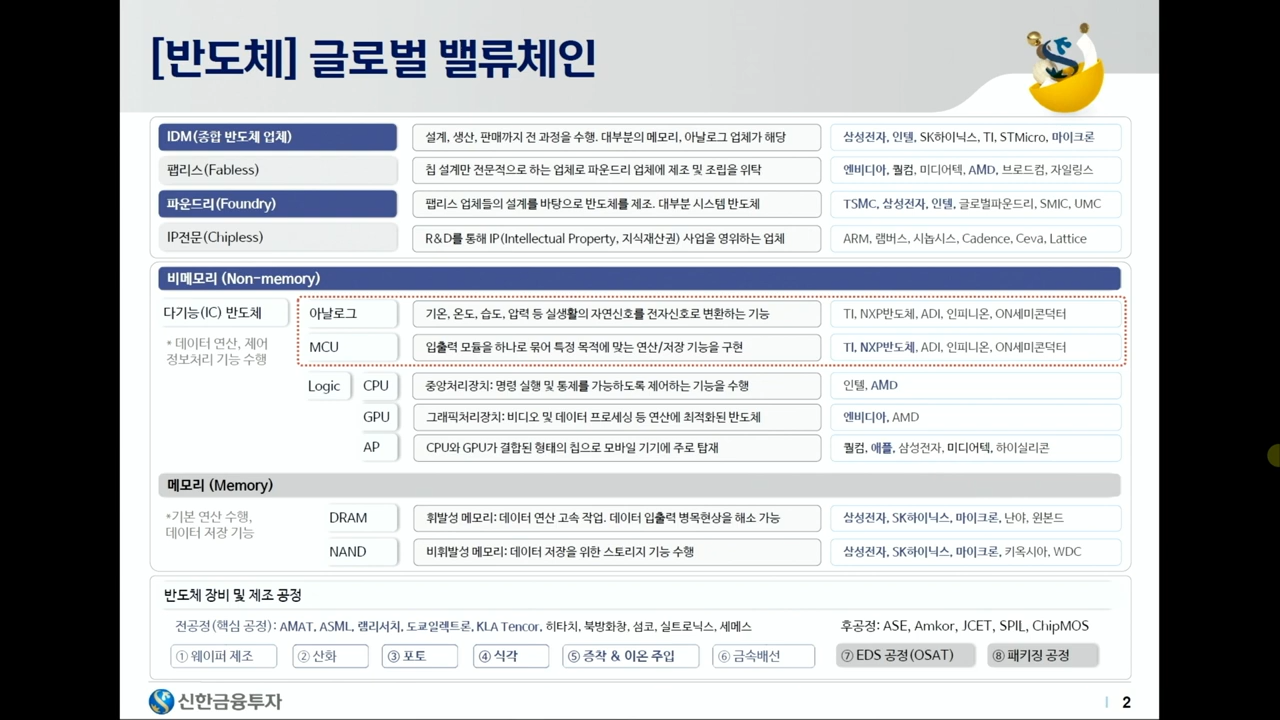 [반도체] 글로벌 밸류체인
IDM(종합 반도체 업체) 설계, 생산, 판매까지 전 과정을 수행. 대부분의 메모리, 아날로그 업체가 해당 삼성전자, 인텔, SK하이닉스, TI, STMicro, 마이크론
팹리스(Fabless) 칩 설계만 전문적으로 하는 업체로 파운드리 업체에 제조 및 조립을 위탁 엔비디아, 퀄컴, 미디어텍, AMD, 브로드컴, 자일링스
파운드리(Foundry) 팹리스 업체들의 설계를 바탕으로 반도체를 제조. 대부분 시스템 반도체 TSMC, 삼성전자, 인텔, 글로벌파운드리, SMIC, UMC
IP전문(Chipless) R&D를 통해 IP(Intellectual Property, 지식재산권) 사업을 영위하는 업체 ARM, 램버스, 시놉시스, Cadence, Ceva, Lattice
비메모리 (Non-memory)
다기능(IC) 반도체 아날로그 기온, 온도, 습도, 압력 등 실생활의 자연신호를 전자신호로 변환하는 기능 TI, NXP반도체, ADI, 인피니온, ON세미콘덕터
* 데이터 연산, 제어
정보처리 기능 수행
MCU 입출력 모듈을 하나로 묶어 특정 목적에 맞는 연산/저장 기능을 구현 TI, NXP반도체, ADI, 인피니온, ON세미콘덕터
Logic CPU 중앙처리장치: 명령 실행 및 통제를 가능하도록 제어하는 기능을 수행 인텔, AMD
GPU 그래픽처리장치: 비디오 및 데이터 프로세싱 등 연산에 최적화된 반도체 엔비디아, AMD
AP CPU와 GPU가 결합된 형태의 칩으로 모바일 기기에 주로 탑재 퀄컴, 애플, 삼성전자, 미디어텍, 하이실리콘
메모리 (Memory)
*기본 연산 수행,
데이터 저장 기능
DRAM 휘발성 메모리: 데이터 연산 고속 작업. 데이터 입출력 병목현상을 해소 가능 삼성전자, SK하이닉스, 마이크론, 난야, 윈본드
NAND 비휘발성 메모리: 데이터 저장을 위한 스토리지 기능 수행 삼성전자, SK하이닉스, 마이크론, 키옥시아, WDC
반도체 장비 및 제조 공정
전공정(핵심 공정): AMAT, ASML, 램리서치, 도쿄일렉트론, KLA Tencor, 히타치, 북방화창, 섬코, 실트로닉스, 세메스 후공정: ASE, Amkor, JCET, SPIL, ChipMOS
① 웨이퍼 제조 ② 산화 ③ 포토 ④ 식각 ⑤ 증착 & 이온 주입 ⑥ 금속배선 ⑦ EDS 공정(OSAT) ⑧ 패키징 공정
신한금융투자 2